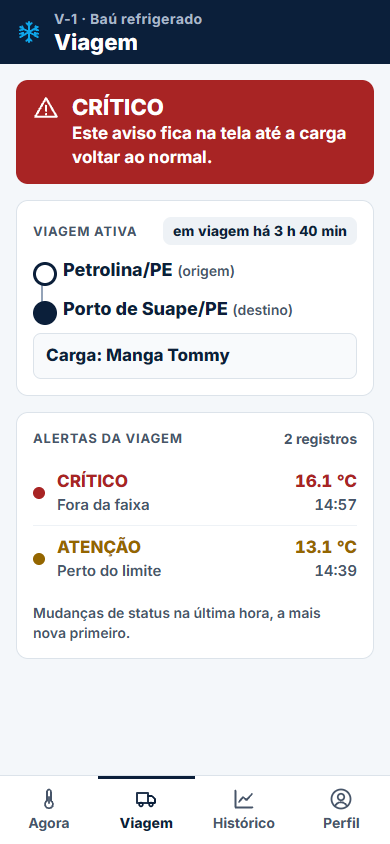 V-1 · Baú refrigerado
Viagem
CRÍTICO
Este aviso fica na tela até a carga
voltar ao normal.
VIAGEM ATIVA
em viagem há 3 h 40 min
Petrolina/PE (origem)
Porto de Suape/PE (destino)
Carga: Manga Tommy
ALERTAS DA VIAGEM
2 registros
CRÍTICO
16.1 °C
Fora da faixa
14:57
ATENÇÃO
13.1 °C
Perto do limite
14:39
Mudanças de status na última hora, a mais
nova primeiro.
Agora
Viagem
Histórico
Perfil